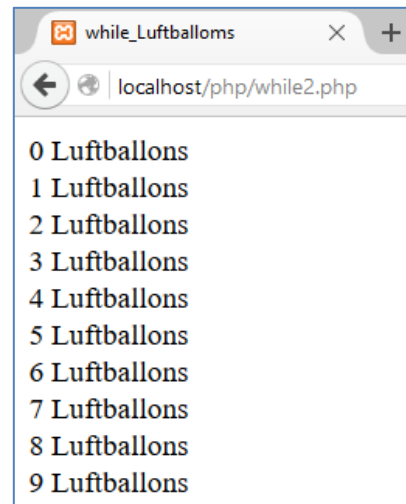 while_Luftballoms
localhost/php/while2.php
0 Luftballons
1 Luftballons
2 Luftballons
3 Luftballons
4 Luftballons
5 Luftballons
6 Luftballons
7 Luftballons
8 Luftballons
9 Luftballons